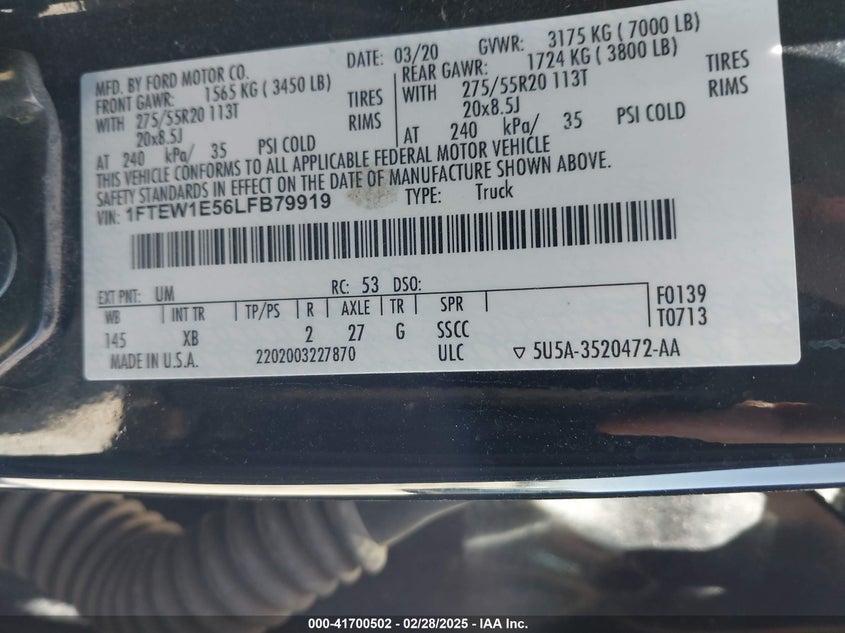 MFD. BY FORD MOTOR CO.
DATE: 03/20 GVWR: 3175 KG ( 7000 LB)
FRONT GAWR: 1565 KG ( 3450 LB)
WITH 275/55R20 113T TIRES
20x8.5J RIMS
AT 240 kPa/ 35 PSI COLD
REAR GAWR: 1724 KG ( 3800 LB)
WITH 275/55R20 113T TIRES
20x8.5J RIMS
AT 240 kPa/ 35 PSI COLD
THIS VEHICLE CONFORMS TO ALL APPLICABLE FEDERAL MOTOR VEHICLE
SAFETY STANDARDS IN EFFECT ON THE DATE OF MANUFACTURE SHOWN ABOVE.
VIN: 1FTEW1E56LFB79919 TYPE: Truck
EXT PNT: UM RC: 53 DSO:
WB INT TR TP/PS R AXLE TR SPR
145 XB 2 27 G SSCC
F0139
T0713
MADE IN U.S.A. 2202003227870 ULC ▽ 5U5A-3520472-AA
000-41700502 - 02/28/2025 - IAA Inc.